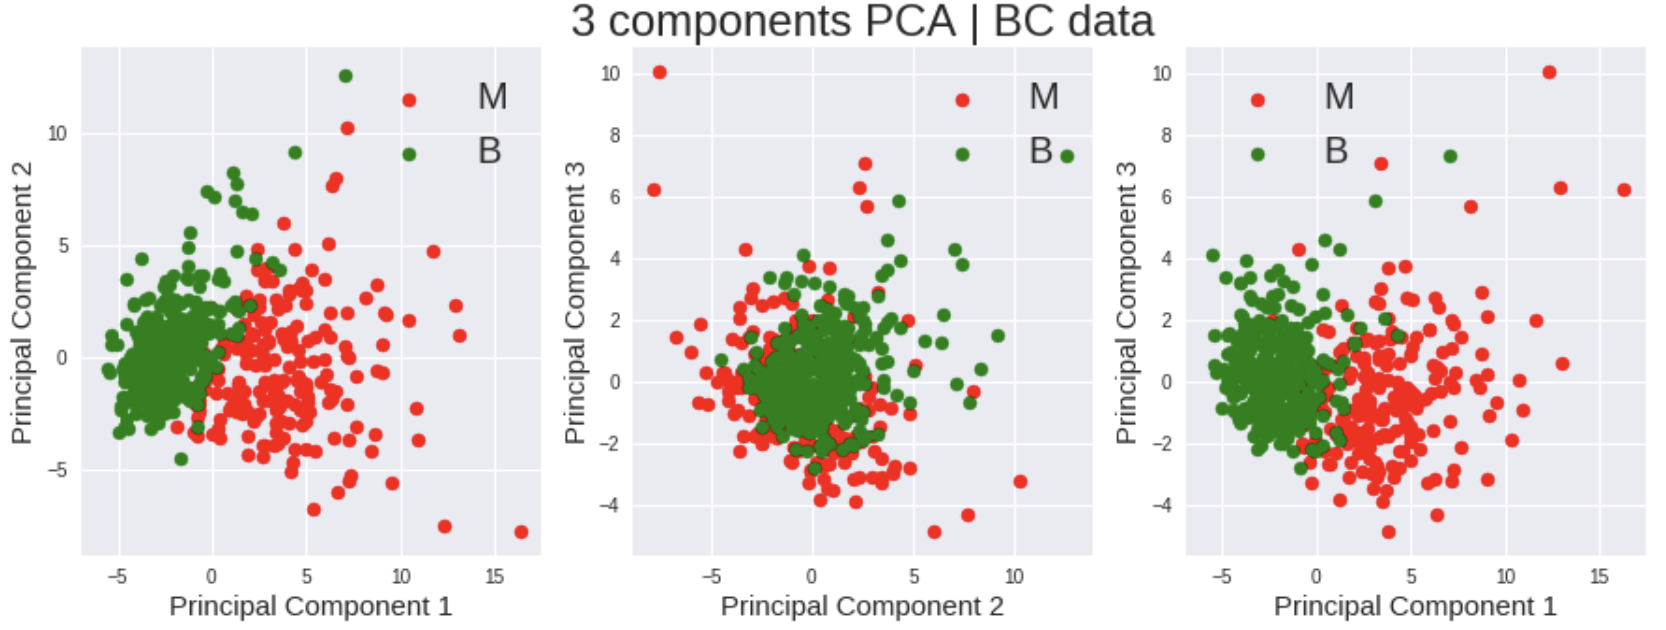 3 components PCA | BC data
Principal Component 2
10
5
0
−5
M
B
−5 0 5 10 15
Principal Component 1
Principal Component 3
10
8
6
4
2
0
−2
−4
M
B
−5 0 5 10
Principal Component 2
Principal Component 3
10
8
6
4
2
0
−2
−4
M
B
−5 0 5 10 15
Principal Component 1